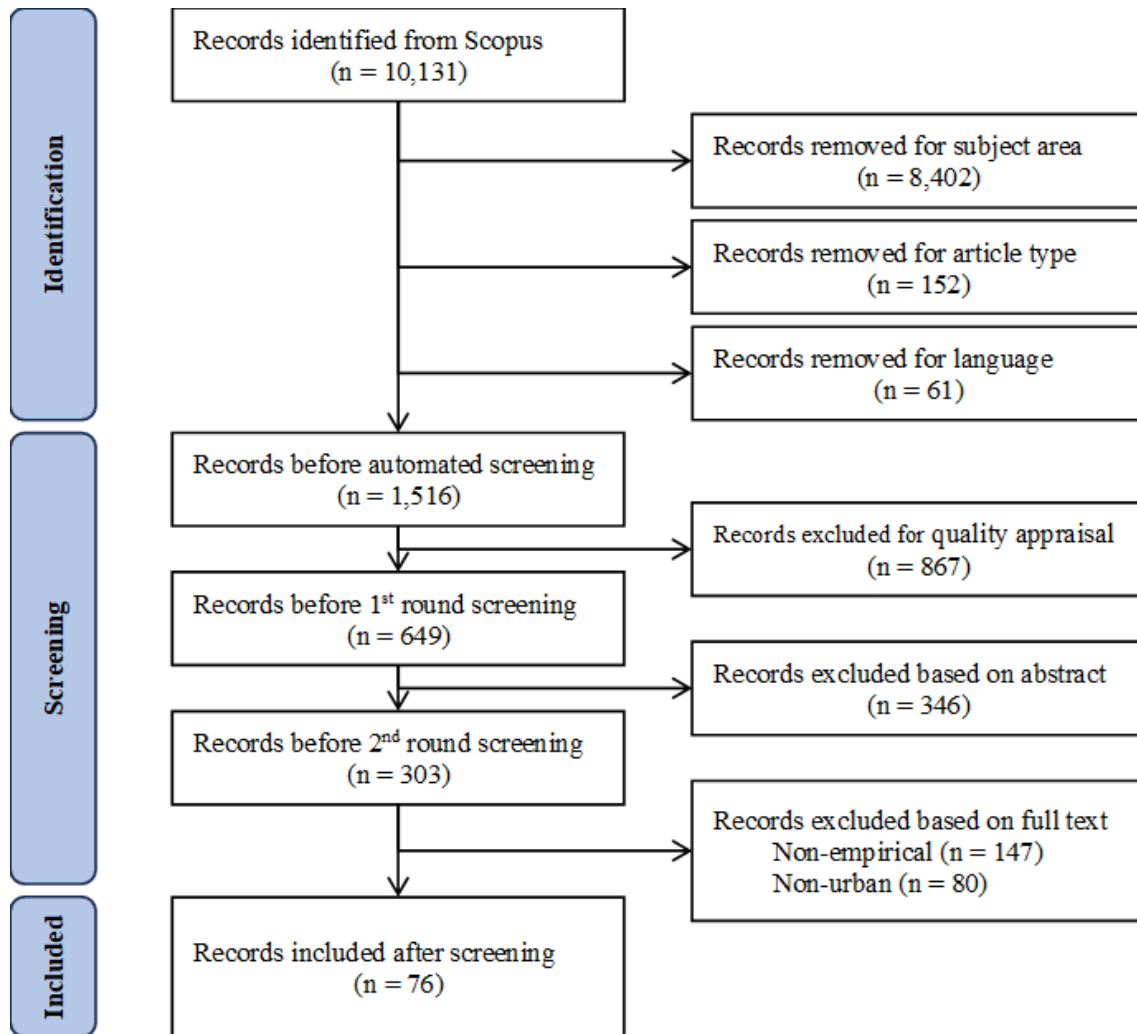 Identification
Records identified from Scopus
(n = 10,131)
Records removed for subject area
(n = 8,402)
Records removed for article type
(n = 152)
Records removed for language
(n = 61)
Screening
Records before automated screening
(n = 1,516)
Records excluded for quality appraisal
(n = 867)
Records before 1st round screening
(n = 649)
Records excluded based on abstract
(n = 346)
Records before 2nd round screening
(n = 303)
Records excluded based on full text
Non-empirical (n = 147)
Non-urban (n = 80)
Included
Records included after screening
(n = 76)